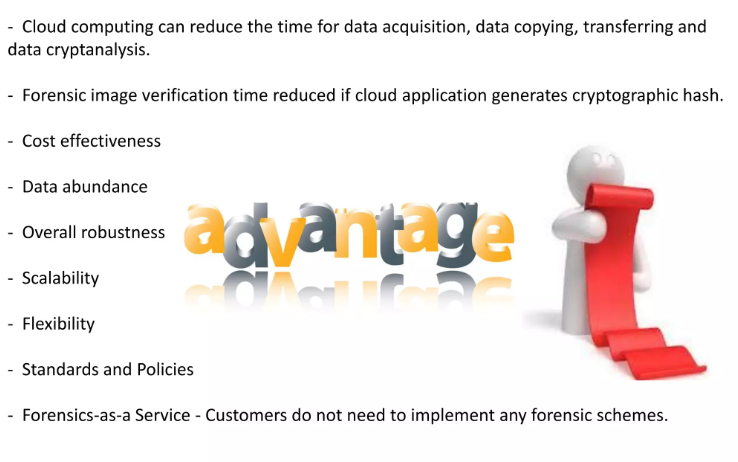 - Cloud computing can reduce the time for data acquisition, data copying, transferring and
data cryptanalysis.
- Forensic image verification time reduced if cloud application generates cryptographic hash.
- Cost effectiveness
- Data abundance
- Overall robustness
advantage
- Scalability
- Flexibility
- Standards and Policies
- Forensics-as-a Service - Customers do not need to implement any forensic schemes.